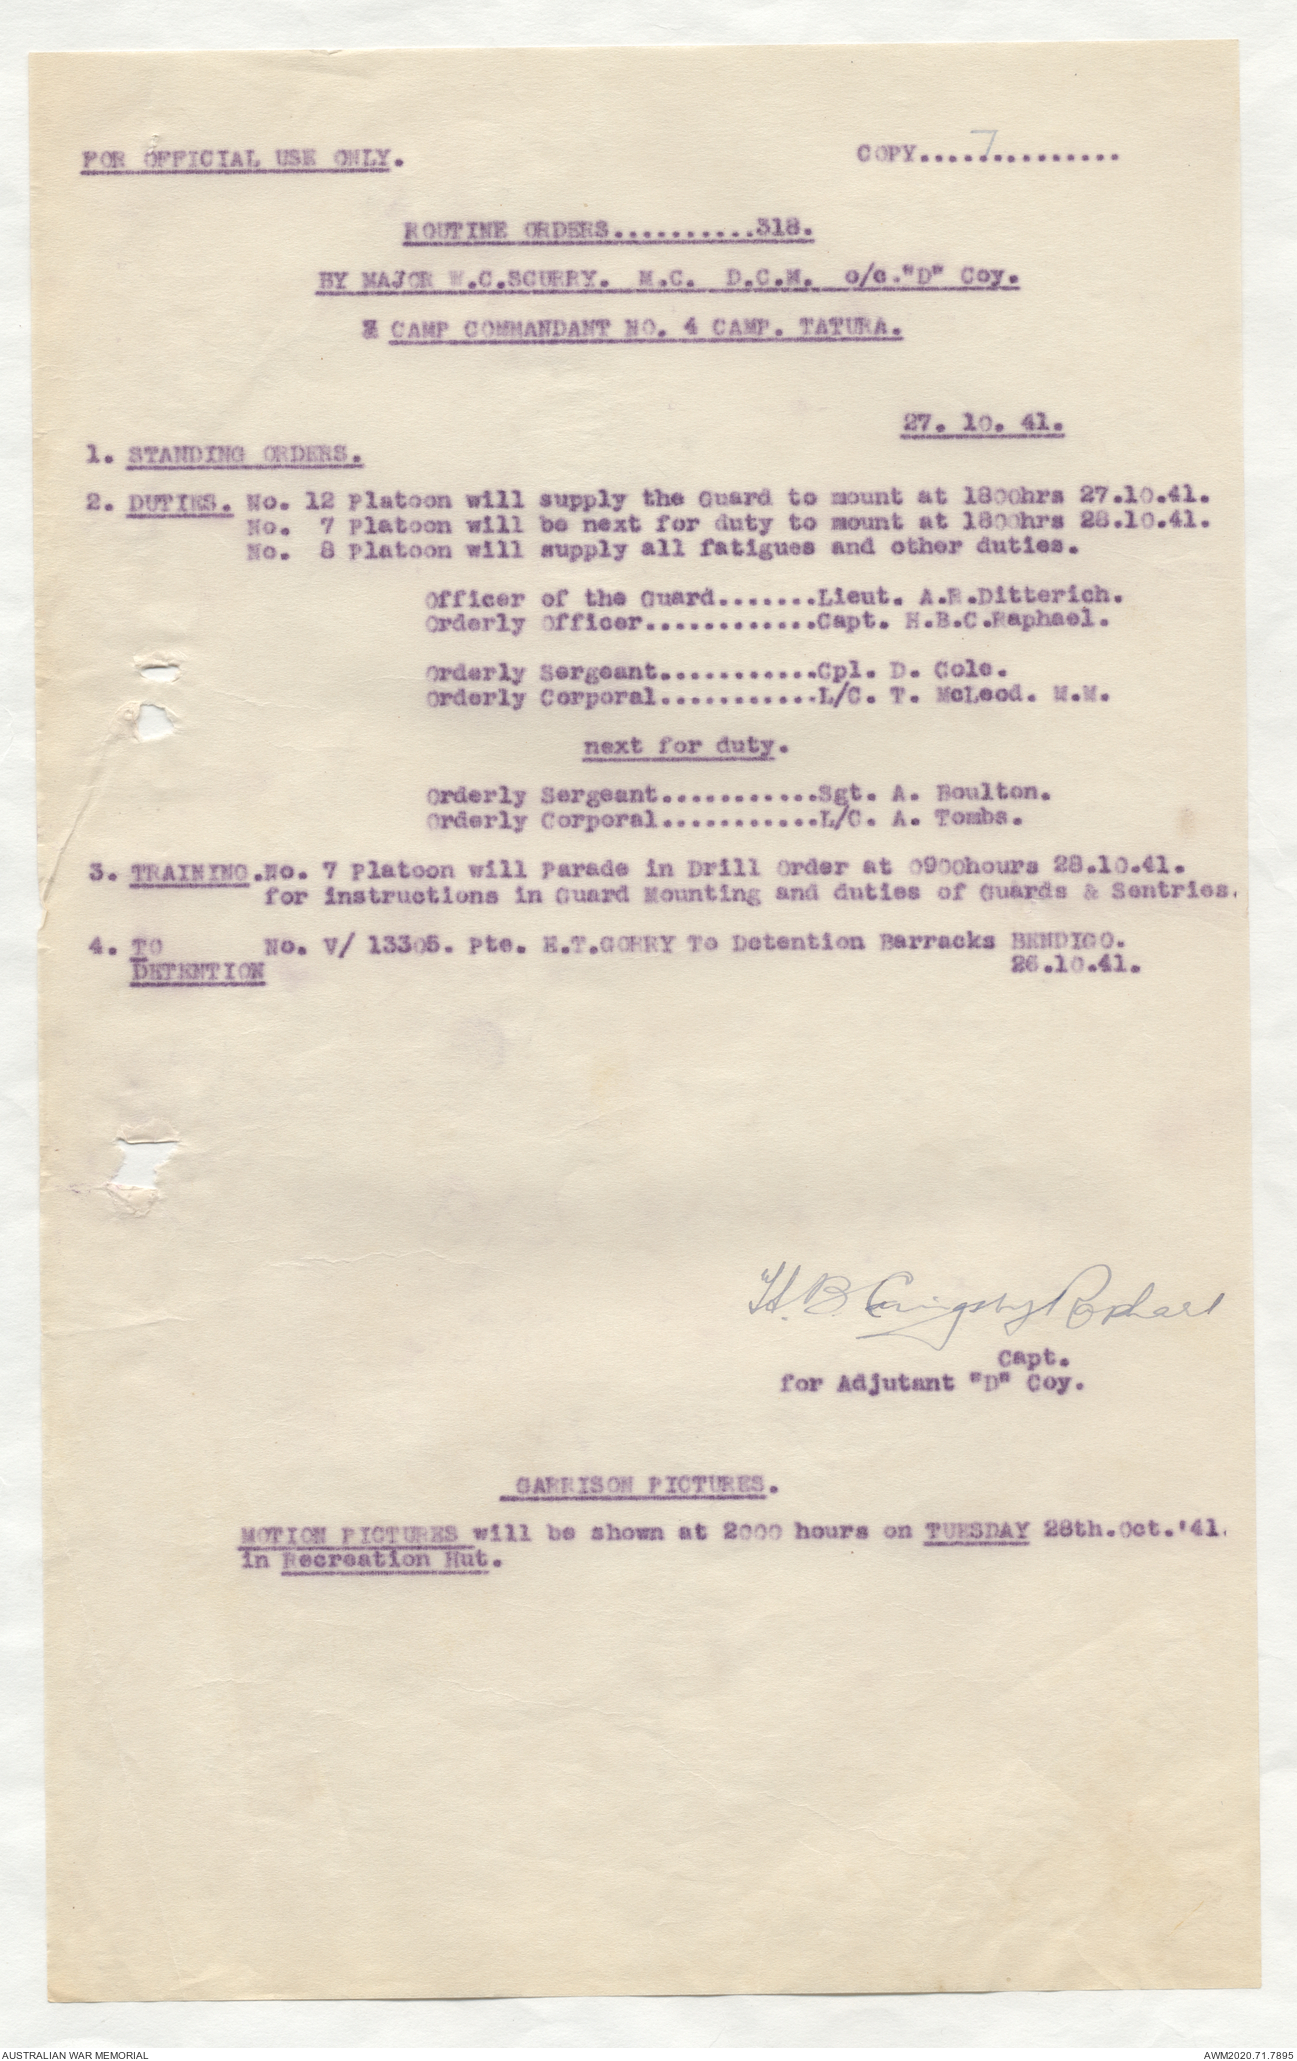 FOR OFFICIAL USE ONLY.
COPY....7..........
ROUTINE ORDERS..........318.
BY MAJOR W.C.SCURRY. M.C. D.C.M. o/c."D" Coy.
& CAMP COMMANDANT NO. 4 CAMP. TATURA.
27. 10. 41.
1. STANDING ORDERS.
2. DUTIES. No. 12 Platoon will supply the Guard to mount at 1800hrs 27.10.41.
No. 7 Platoon will be next for duty to mount at 1800hrs 28.10.41.
No. 8 Platoon will supply all fatigues and other duties.
Officer of the Guard.......Lieut. A.R.Ditterich.
Orderly Officer............Capt. H.B.C.Raphael.
Orderly Sergeant...........Cpl. D. Cole.
Orderly Corporal...........L/C. T. McLeod. M.M.
next for duty.
Orderly Sergeant...........Sgt. A. Boulton.
Orderly Corporal...........L/C. A. Tombs.
3. TRAINING.No. 7 Platoon will Parade in Drill Order at 0900hours 28.10.41.
for instructions in Guard Mounting and duties of Guards & Sentries.
4. TO No. V/ 13305. Pte. H.T.GORRY To Detention Barracks BENDIGO.
DETENTION 26.10.41.
H. B. Raphael
Capt.
for Adjutant "D" Coy.
GARRISON PICTURES.
MOTION PICTURES will be shown at 2000 hours on TUESDAY 28th.Oct.'41.
in Recreation Hut.
AUSTRALIAN WAR MEMORIAL
AWM2020.71.7895